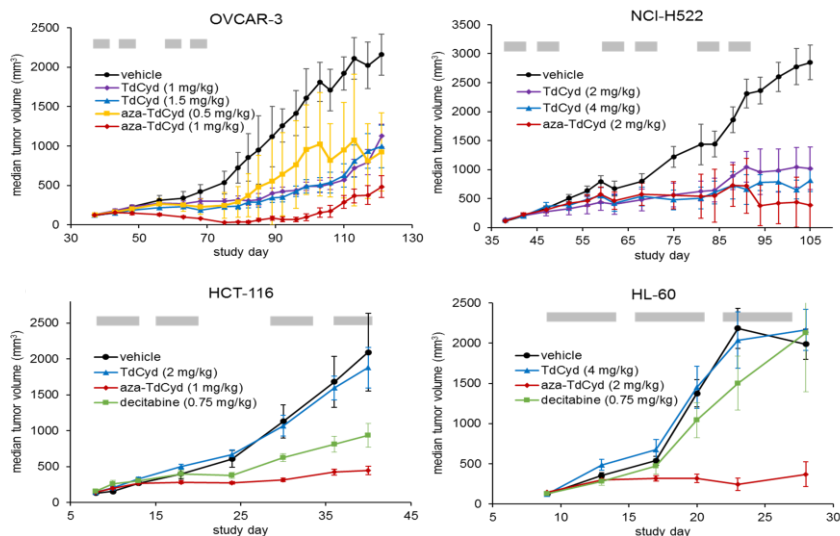 OVCAR-3
median tumor volume (mm³)
2500
2000
1500
1000
500
0
vehicle
TdCyd (1 mg/kg)
TdCyd (1.5 mg/kg)
aza-TdCyd (0.5 mg/kg)
aza-TdCyd (1 mg/kg)
30 50 70 90 110 130
study day
NCI-H522
median tumor volume (mm³)
3500
3000
2500
2000
1500
1000
500
0
vehicle
TdCyd (2 mg/kg)
TdCyd (4 mg/kg)
aza-TdCyd (2 mg/kg)
35 45 55 65 75 85 95 105
study day
HCT-116
median tumor volume (mm³)
2500
2000
1500
1000
500
0
vehicle
TdCyd (2 mg/kg)
aza-TdCyd (1 mg/kg)
decitabine (0.75 mg/kg)
5 15 25 35 45
study day
HL-60
median tumor volume (mm³)
2500
2000
1500
1000
500
0
vehicle
TdCyd (4 mg/kg)
aza-TdCyd (2 mg/kg)
decitabine (0.75 mg/kg)
5 10 15 20 25 30
study day